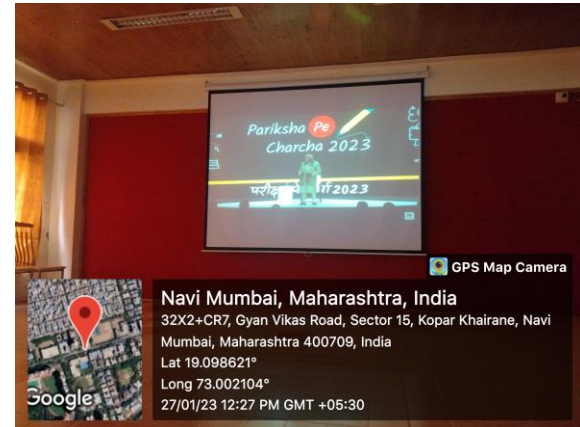 Pariksha Pe
Charcha 2023
परीक्षा पे चर्चा 2023
GPS Map Camera
Navi Mumbai, Maharashtra, India
32X2+CR7, Gyan Vikas Road, Sector 15, Kopar Khairane, Navi
Mumbai, Maharashtra 400709, India
Lat 19.098621°
Long 73.002104°
27/01/23 12:27 PM GMT +05:30
Google